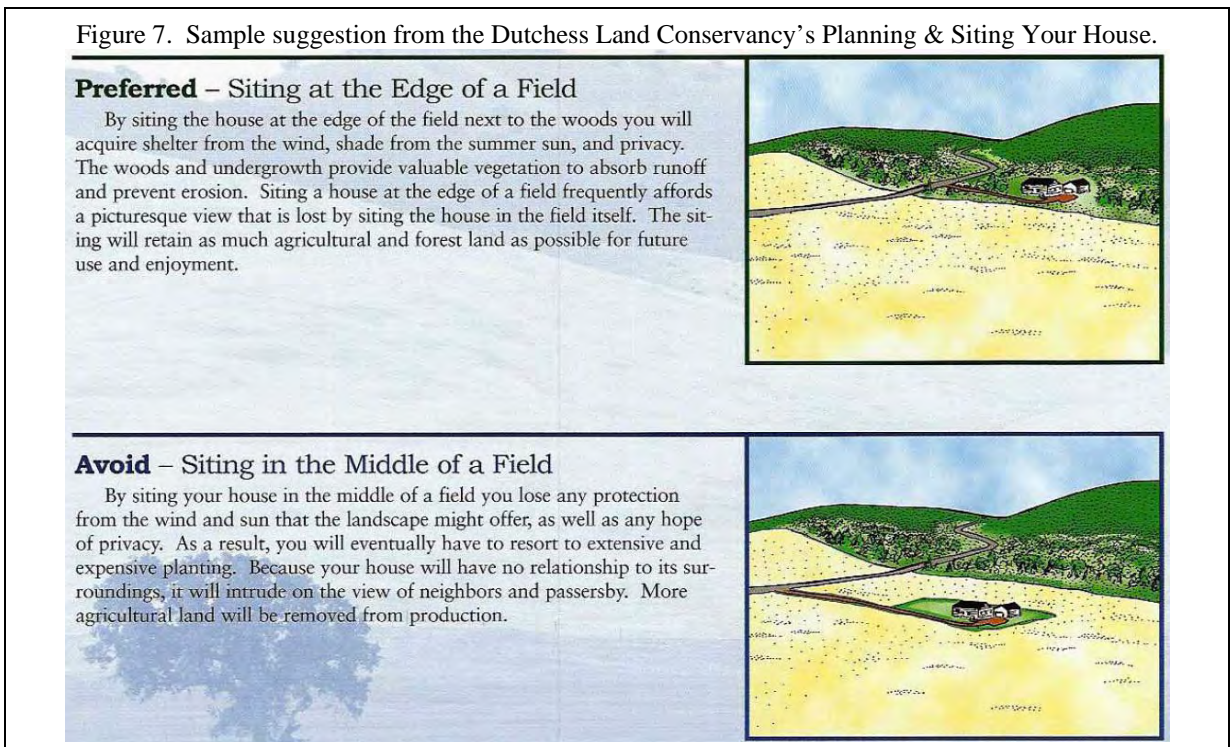 Figure 7.  Sample suggestion from the Dutchess Land Conservancy's Planning & Siting Your House.
Preferred – Siting at the Edge of a Field
By siting the house at the edge of the field next to the woods you will
acquire shelter from the wind, shade from the summer sun, and privacy.
The woods and undergrowth provide valuable vegetation to absorb runoff
and prevent erosion.  Siting a house at the edge of a field frequently affords
a picturesque view that is lost by siting the house in the field itself.  The sit-
ing will retain as much agricultural and forest land as possible for future
use and enjoyment.
Avoid – Siting in the Middle of a Field
By siting your house in the middle of a field you lose any protection
from the wind and sun that the landscape might offer, as well as any hope
of privacy.  As a result, you will eventually have to resort to extensive and
expensive planting.  Because your house will have no relationship to its sur-
roundings, it will intrude on the view of neighbors and passersby.  More
agricultural land will be removed from production.